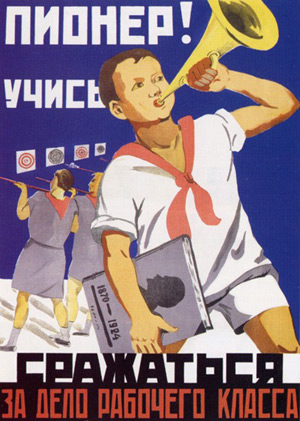 ПИОНЕР!
УЧИСЬ
1870-1924
СРАЖАТЬСЯ
ЗА ДЕЛО РАБОЧЕГО КЛАССА